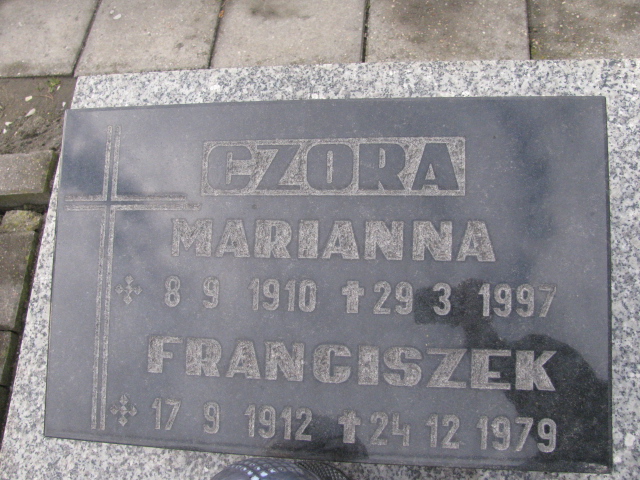 CZORA
MARIANNA
8 9 1910 ✝ 29 3 1997
FRANCISZEK
17 9 1912 ✝ 24 12 1979